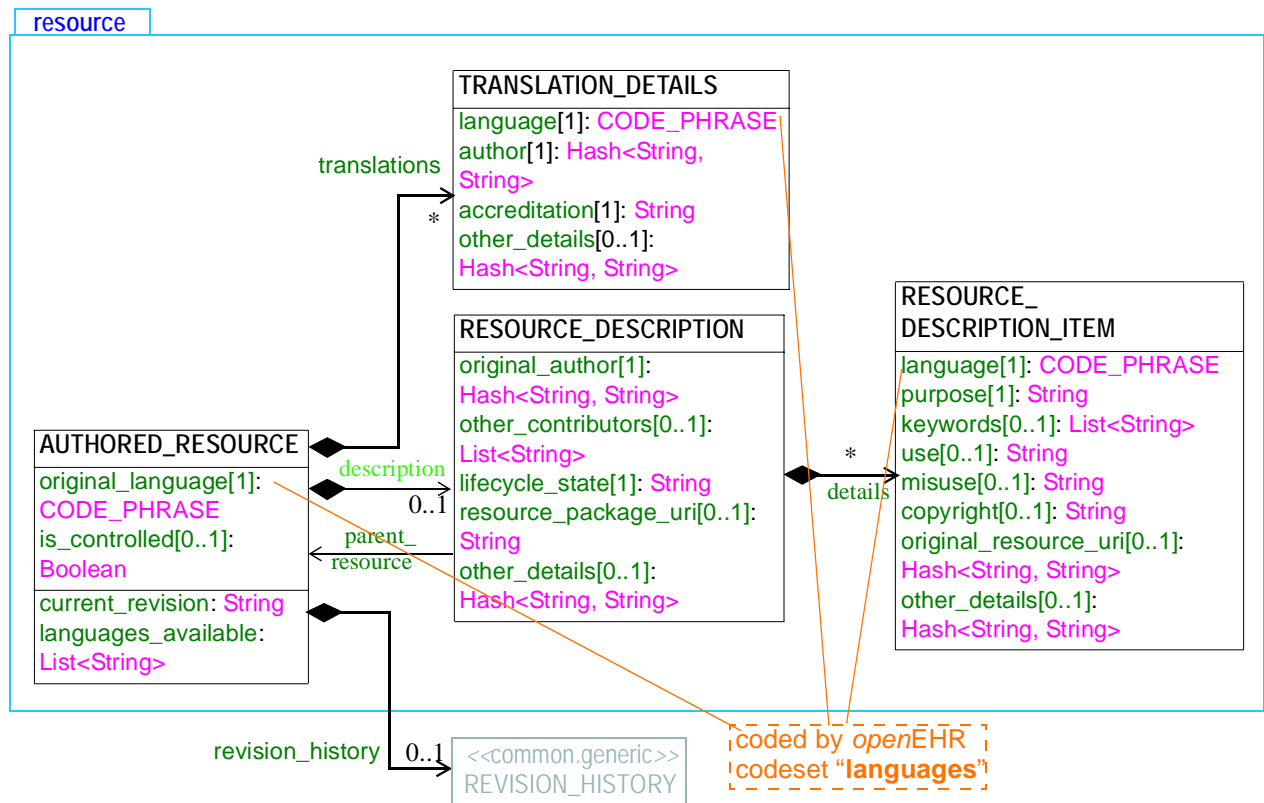 resource
TRANSLATION_DETAILS
language[1]: CODE_PHRASE
author[1]: Hash<String,
String>
accreditation[1]: String
other_details[0..1]:
Hash<String, String>
translations
*
RESOURCE_
DESCRIPTION_ITEM
language[1]: CODE_PHRASE
purpose[1]: String
keywords[0..1]: List<String>
use[0..1]: String
misuse[0..1]: String
copyright[0..1]: String
original_resource_uri[0..1]:
Hash<String, String>
other_details[0..1]:
Hash<String, String>
RESOURCE_DESCRIPTION
original_author[1]:
Hash<String, String>
other_contributors[0..1]:
List<String>
lifecycle_state[1]: String
resource_package_uri[0..1]:
String
other_details[0..1]:
Hash<String, String>
*
details
AUTHORED_RESOURCE
original_language[1]:
CODE_PHRASE
is_controlled[0..1]:
Boolean
current_revision: String
languages_available:
List<String>
description
0..1
parent_
resource
revision_history
0..1
<<common.generic>>
REVISION_HISTORY
coded by openEHR
codeset “languages”